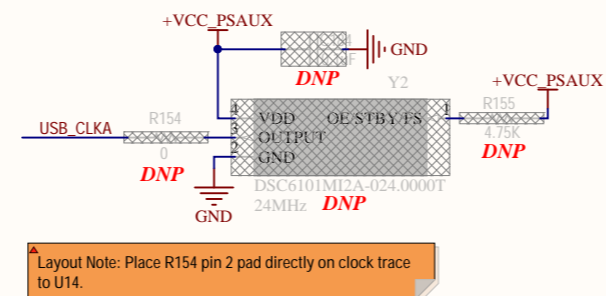 +VCC_PSAUX
GND
DNP
Y2
+VCC_PSAUX
R154
4
VDD
OE/STBY/FS
1
R155
USB_CLKA
3
OUTPUT
4.75K
0
2
GND
DNP
DNP
DSC6101MI2A-024.0000T
GND
24MHz
DNP
Layout Note: Place R154 pin 2 pad directly on clock trace
to U14.